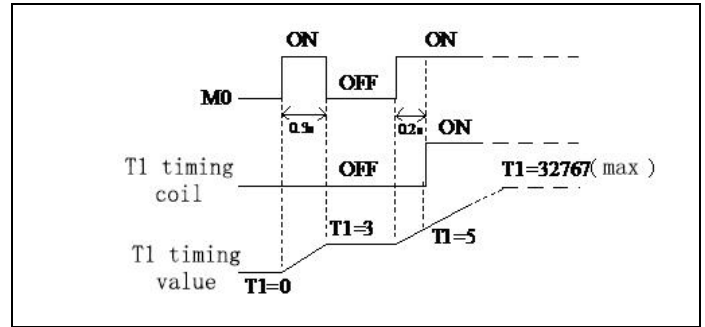 ON
ON
M0
OFF
0.3s
0.2s
ON
T1 timing
coil
OFF
T1=32767(max)
T1=3
T1=5
T1 timing
value
T1=0